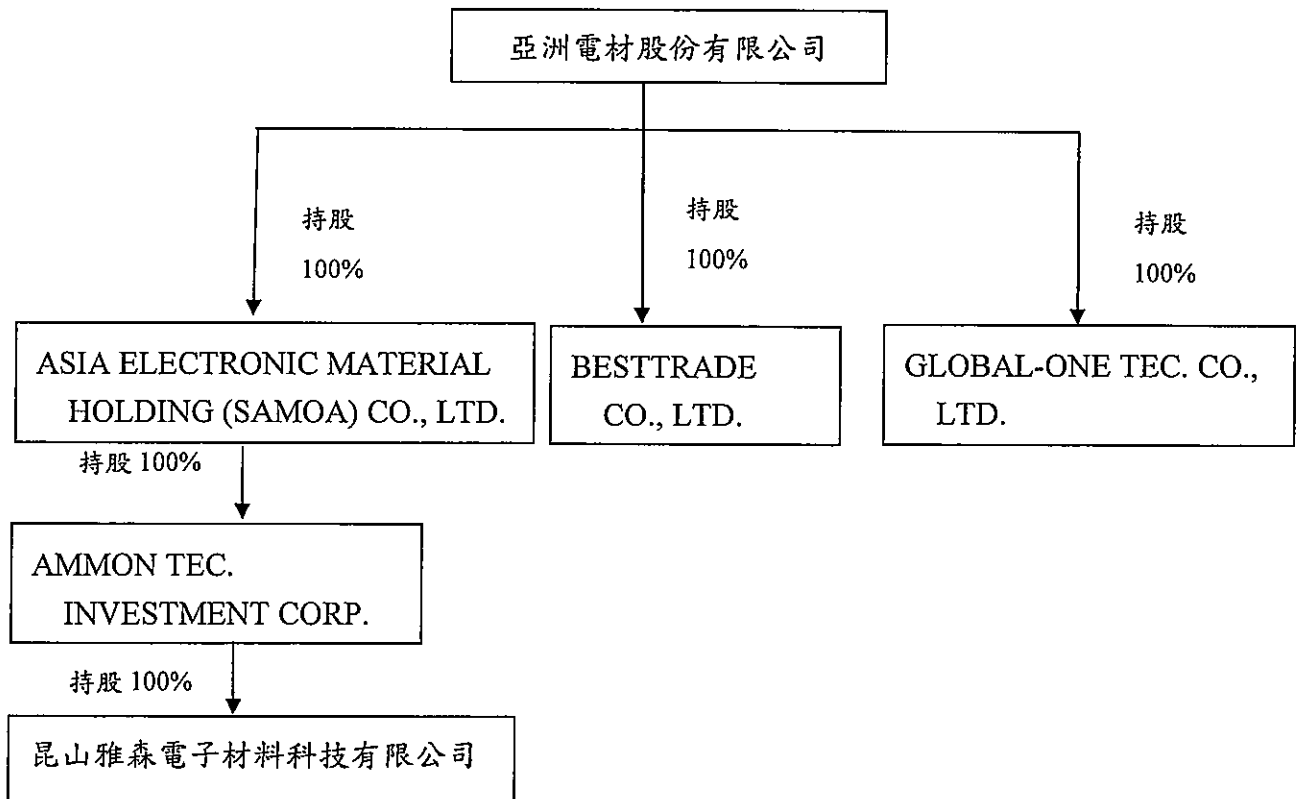 亞洲電材股份有限公司
持股
100%
持股
100%
持股
100%
ASIA ELECTRONIC MATERIAL
HOLDING (SAMOA) CO., LTD.
BESTTRADE
CO., LTD.
GLOBAL-ONE TEC. CO.,
LTD.
持股 100%
AMMON TEC.
INVESTMENT CORP.
持股 100%
昆山雅森電子材料科技有限公司